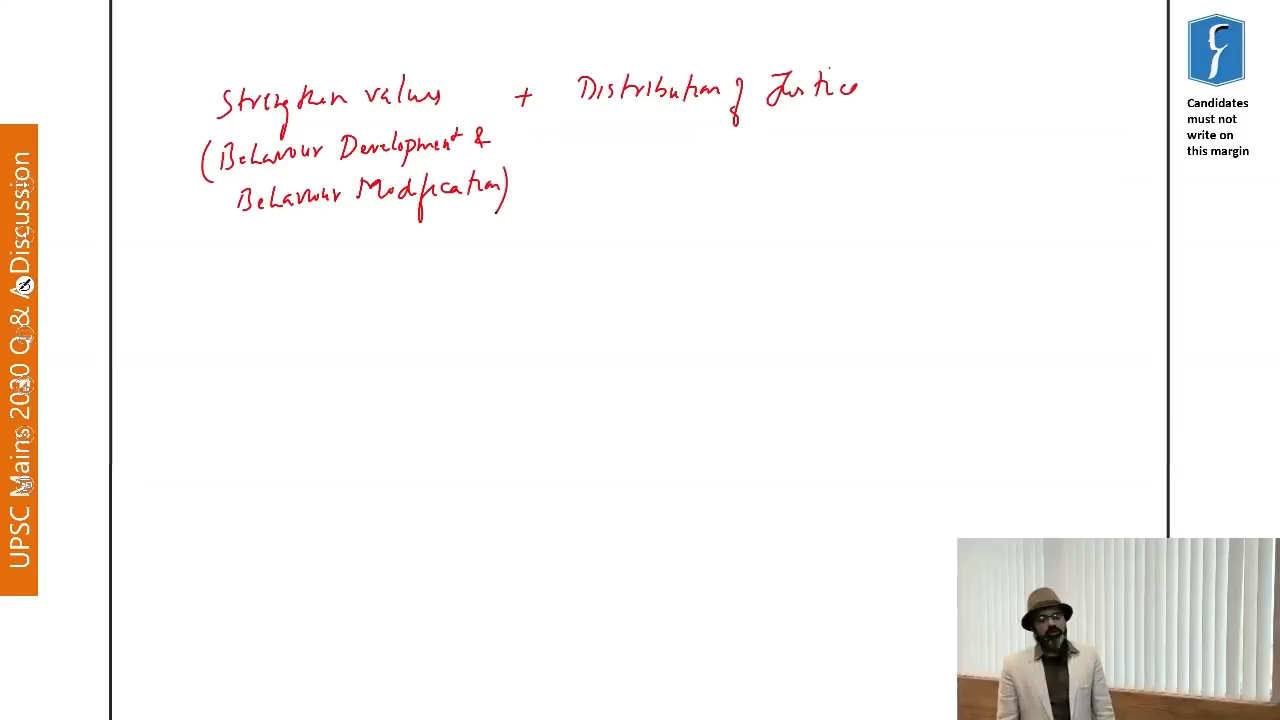 Strengthen values + Distribution of Justice
(Behaviour Development &
Behaviour Modification)
Candidates
must not
write on
this margin
UPSC Mains 2020 Q & A Discussion